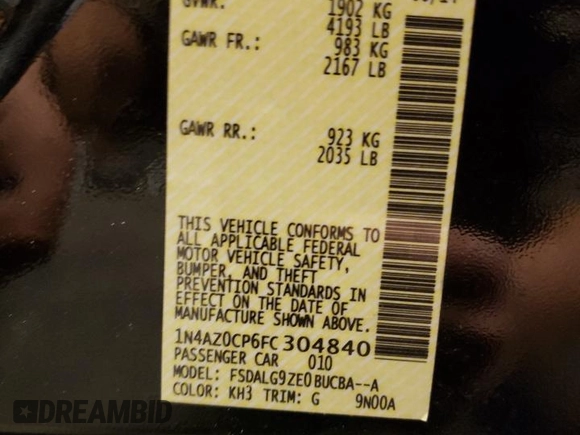 GVWR: 1902 KG
4193 LB
GAWR FR.: 983 KG
2167 LB
GAWR RR.: 923 KG
2035 LB
THIS VEHICLE CONFORMS TO
ALL APPLICABLE FEDERAL
MOTOR VEHICLE SAFETY,
BUMPER, AND THEFT
PREVENTION STANDARDS IN
EFFECT ON THE DATE OF
MANUFACTURE SHOWN ABOVE.
1N4AZ0CP6FC304840
PASSENGER CAR 010
MODEL: FSDALG9ZE0BUCBA--A
COLOR: KH3 TRIM: G 9N00A
DREAMBID